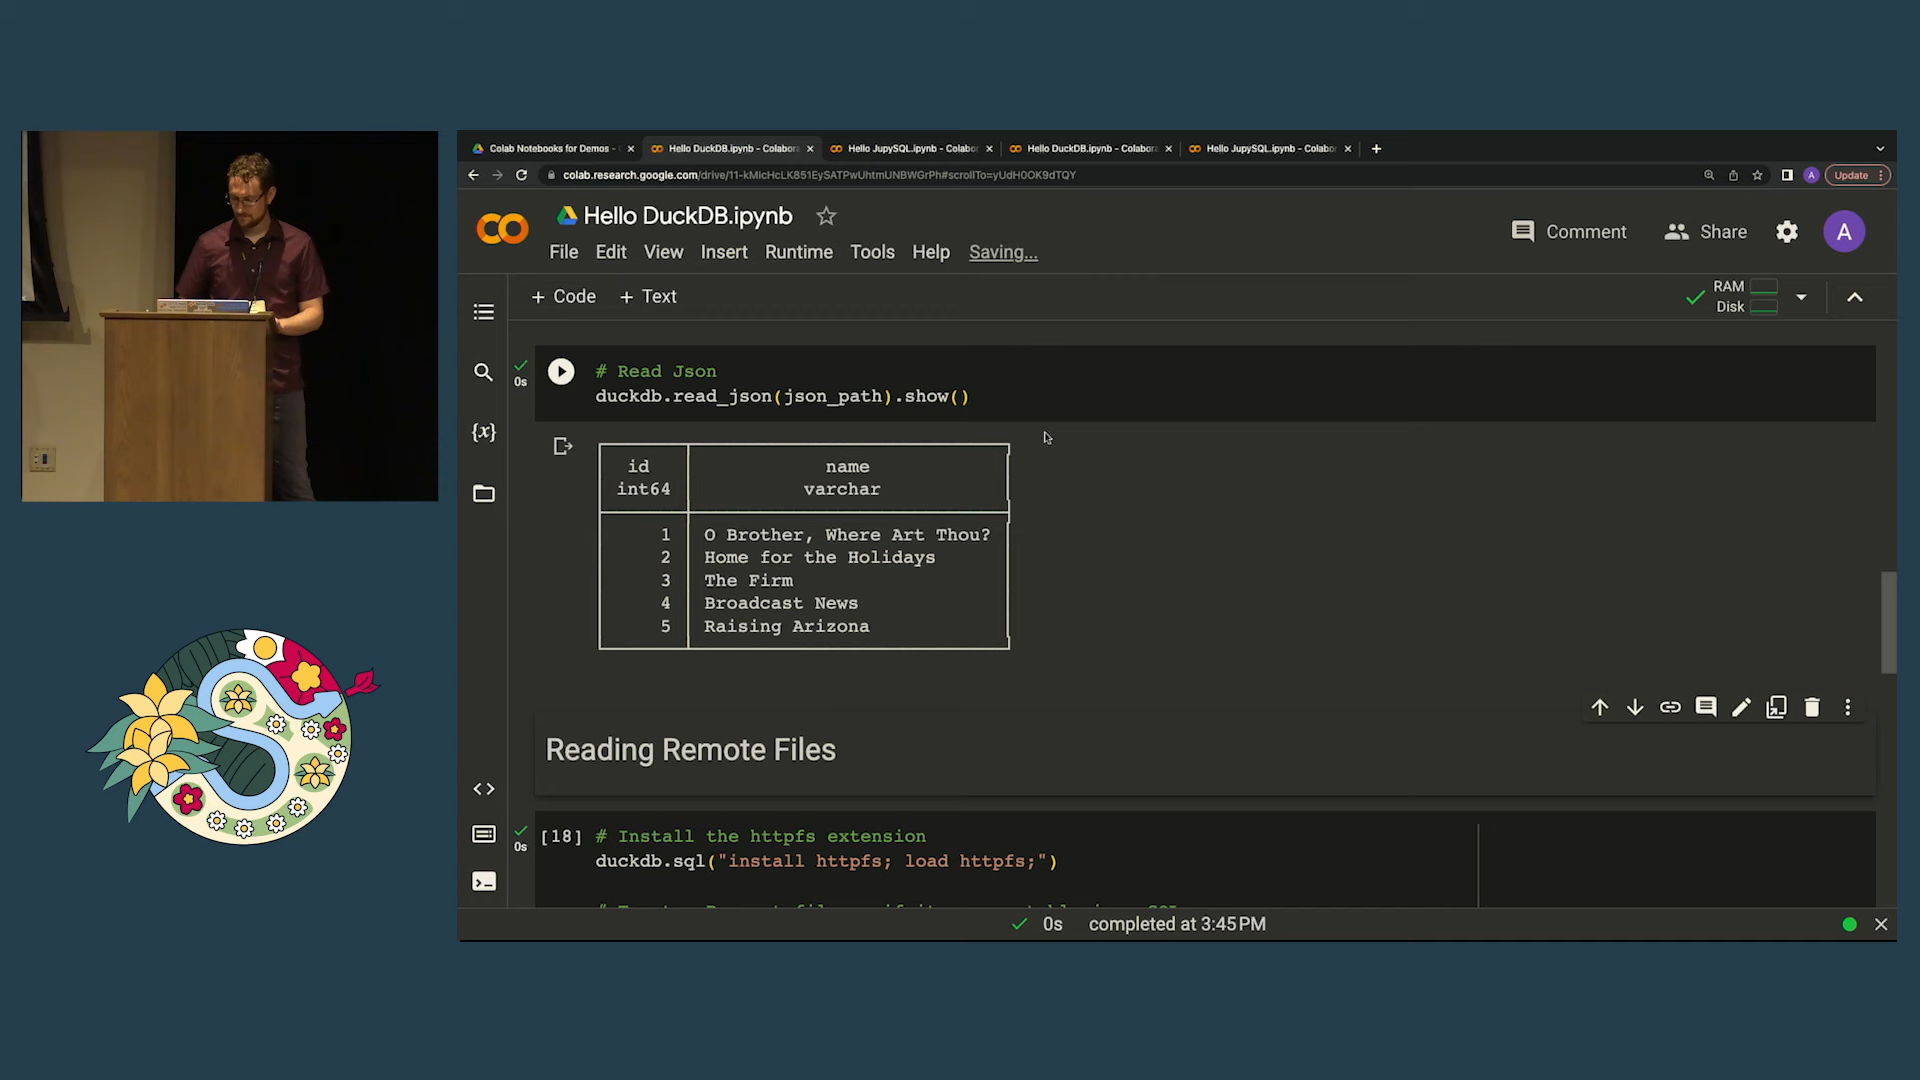 Colab Notebooks for Demos -
Hello DuckDB.ipynb - Colabora
Hello JupySQL.ipynb - Colabo
Hello DuckDB.ipynb - Colabora
Hello JupySQL.ipynb - Colabo
colab.research.google.com/drive/11-kMIcHcLK851EySATPwUhtmUNBWGrPh#scrollTo=yUdH0OK9dTQY
A
Update
Hello DuckDB.ipynb
File Edit View Insert Runtime Tools Help Saving...
Comment
Share
A
+ Code + Text
RAM
Disk
{x}
0s
# Read Json
duckdb.read_json(json_path).show()
id name
int64 varchar
1 O Brother, Where Art Thou?
2 Home for the Holidays
3 The Firm
4 Broadcast News
5 Raising Arizona
Reading Remote Files
0s
[18] # Install the httpfs extension
duckdb.sql("install httpfs; load httpfs;")
0s completed at 3:45 PM